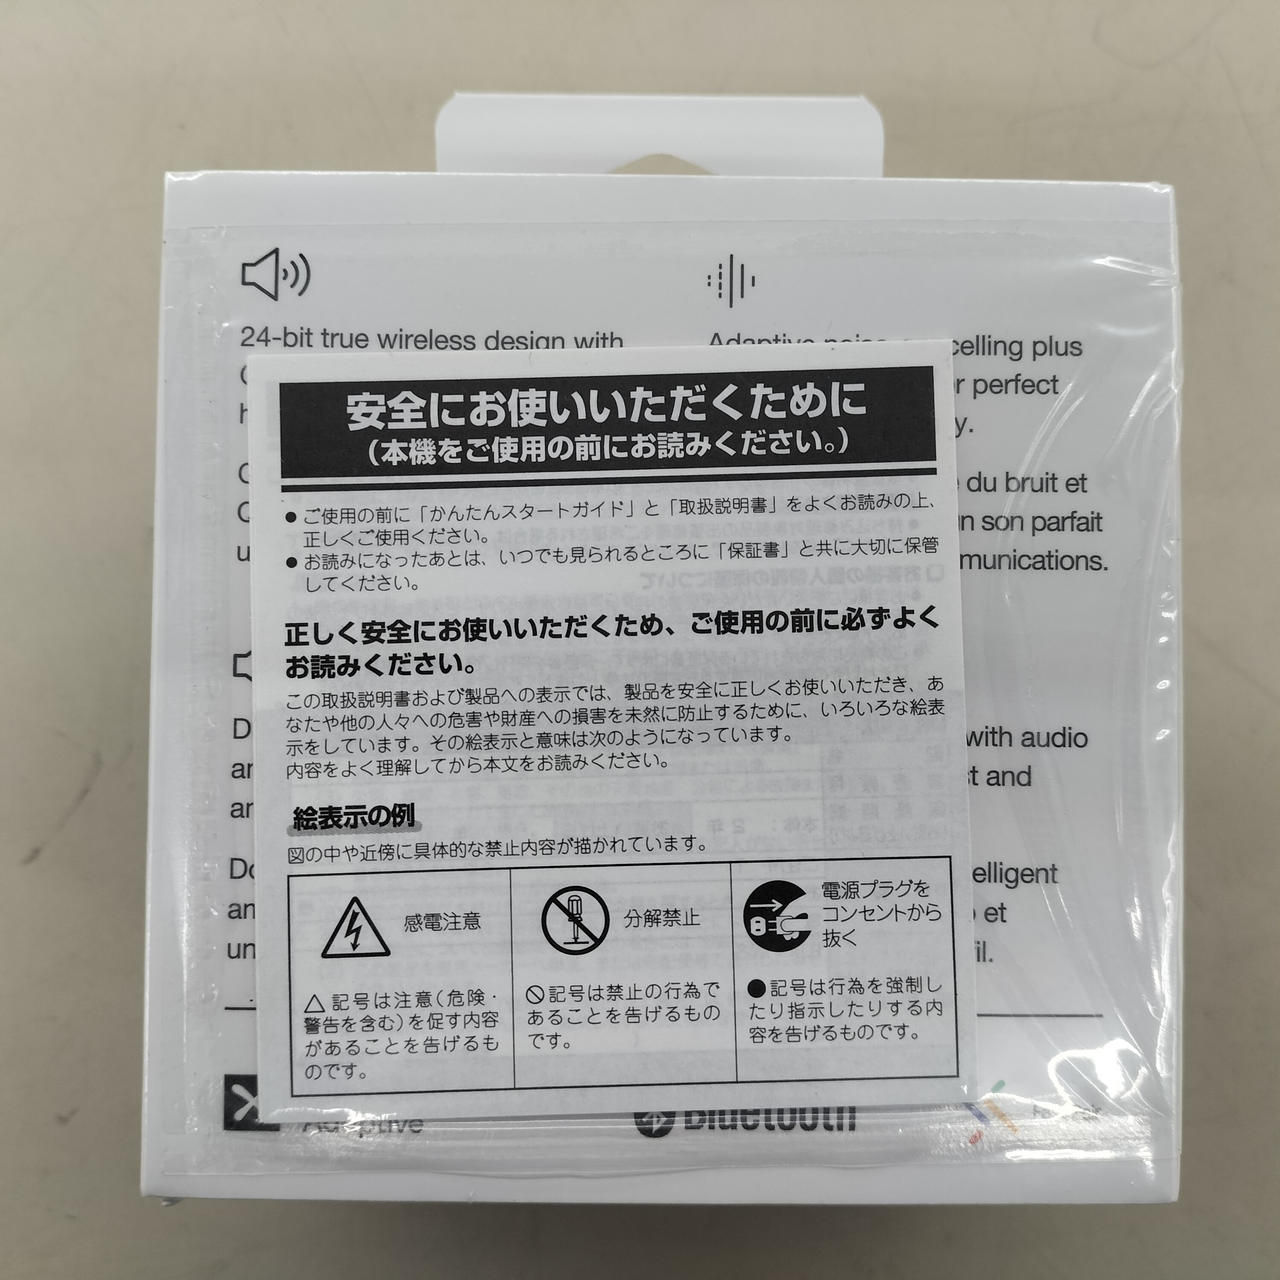 24-bit true wireless design with
Adaptive
celling plus
perfect
y.
du bruit et
son parfait
munications.
安全にお使いいただくために
（本機をご使用の前にお読みください。）
●ご使用の前に「かんたんスタートガイド」と「取扱説明書」をよくお読みの上、
正しくご使用ください。
●お読みになったあとは、いつでも見られるところに「保証書」と共に大切に保管
してください。
正しく安全にお使いいただくため、ご使用の前に必ずよく
お読みください。
この取扱説明書および製品への表示では、製品を安全に正しくお使いいただき、あ
なたや他の人々への危害や財産への損害を未然に防止するために、いろいろな絵表
示をしています。その絵表示と意味は次のようになっています。
内容をよく理解してから本文をお読みください。
絵表示の例
図の中や近傍に具体的な禁止内容が描かれています。
感電注意
△記号は注意（危険・
警告を含む）を促す内容
があることを告げるも
のです。
分解禁止
🚫記号は禁止の行為で
あることを告げるもの
です。
電源プラグを
コンセントから
抜く
●記号は行為を強制し
たり指示したりする内
容を告げるものです。
with audio
st and
elligent
et
il.
Adaptive
Bluetooth